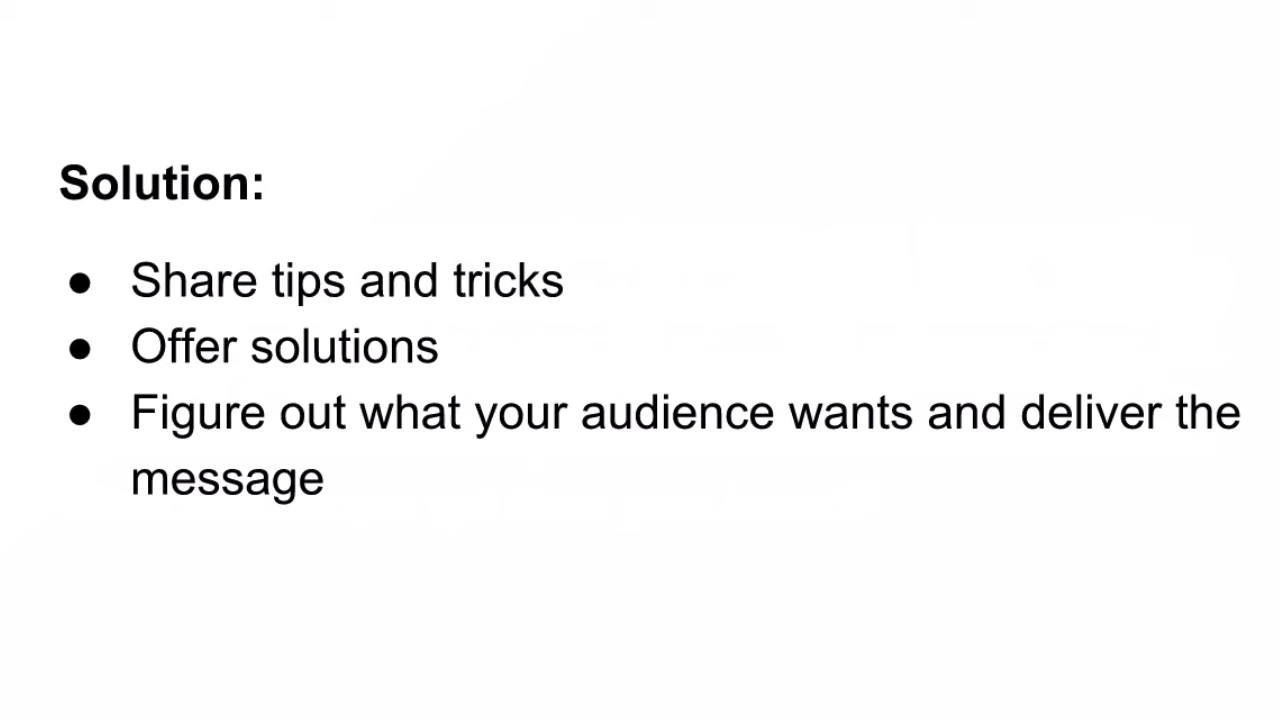 Solution:
● Share tips and tricks
● Offer solutions
● Figure out what your audience wants and deliver the
message